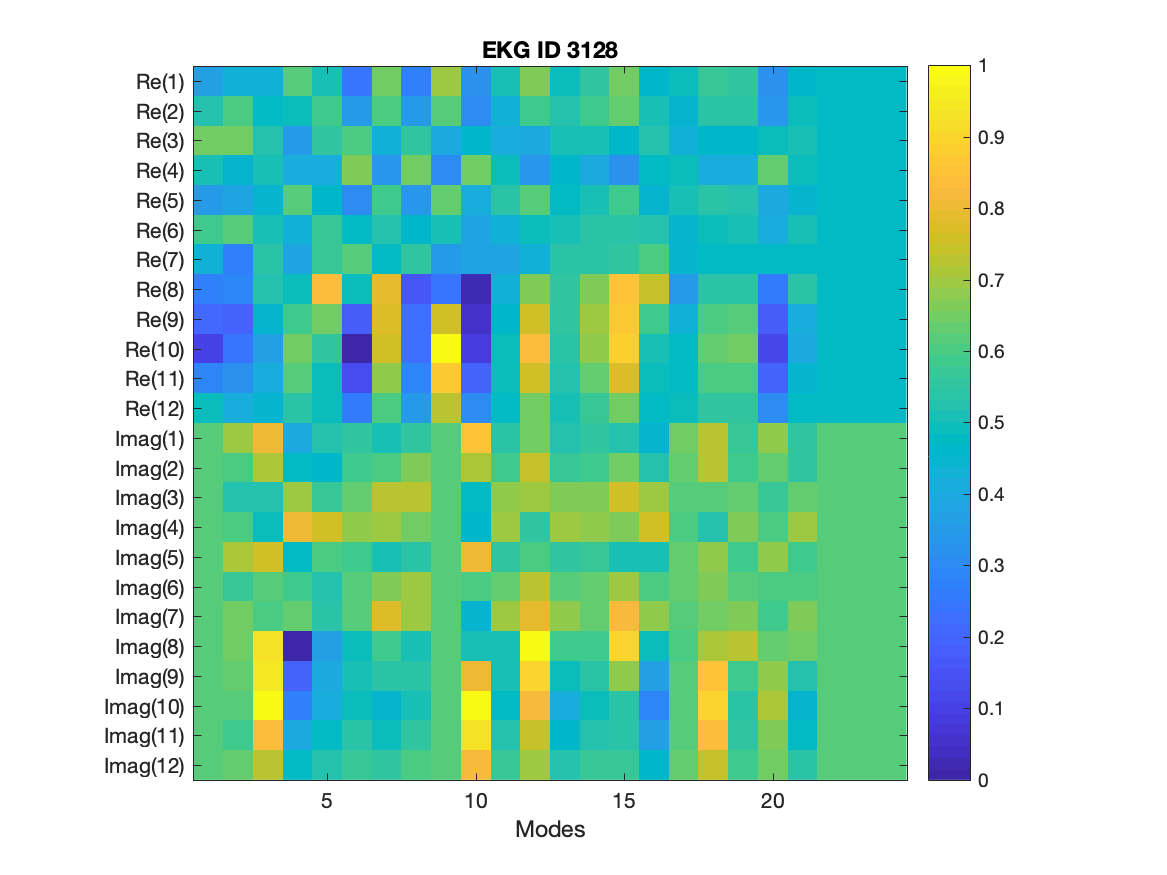 EKG ID 3128
Re(1)
Re(2)
Re(3)
Re(4)
Re(5)
Re(6)
Re(7)
Re(8)
Re(9)
Re(10)
Re(11)
Re(12)
Imag(1)
Imag(2)
Imag(3)
Imag(4)
Imag(5)
Imag(6)
Imag(7)
Imag(8)
Imag(9)
Imag(10)
Imag(11)
Imag(12)
5 10 15 20
Modes
1
0.9
0.8
0.7
0.6
0.5
0.4
0.3
0.2
0.1
0